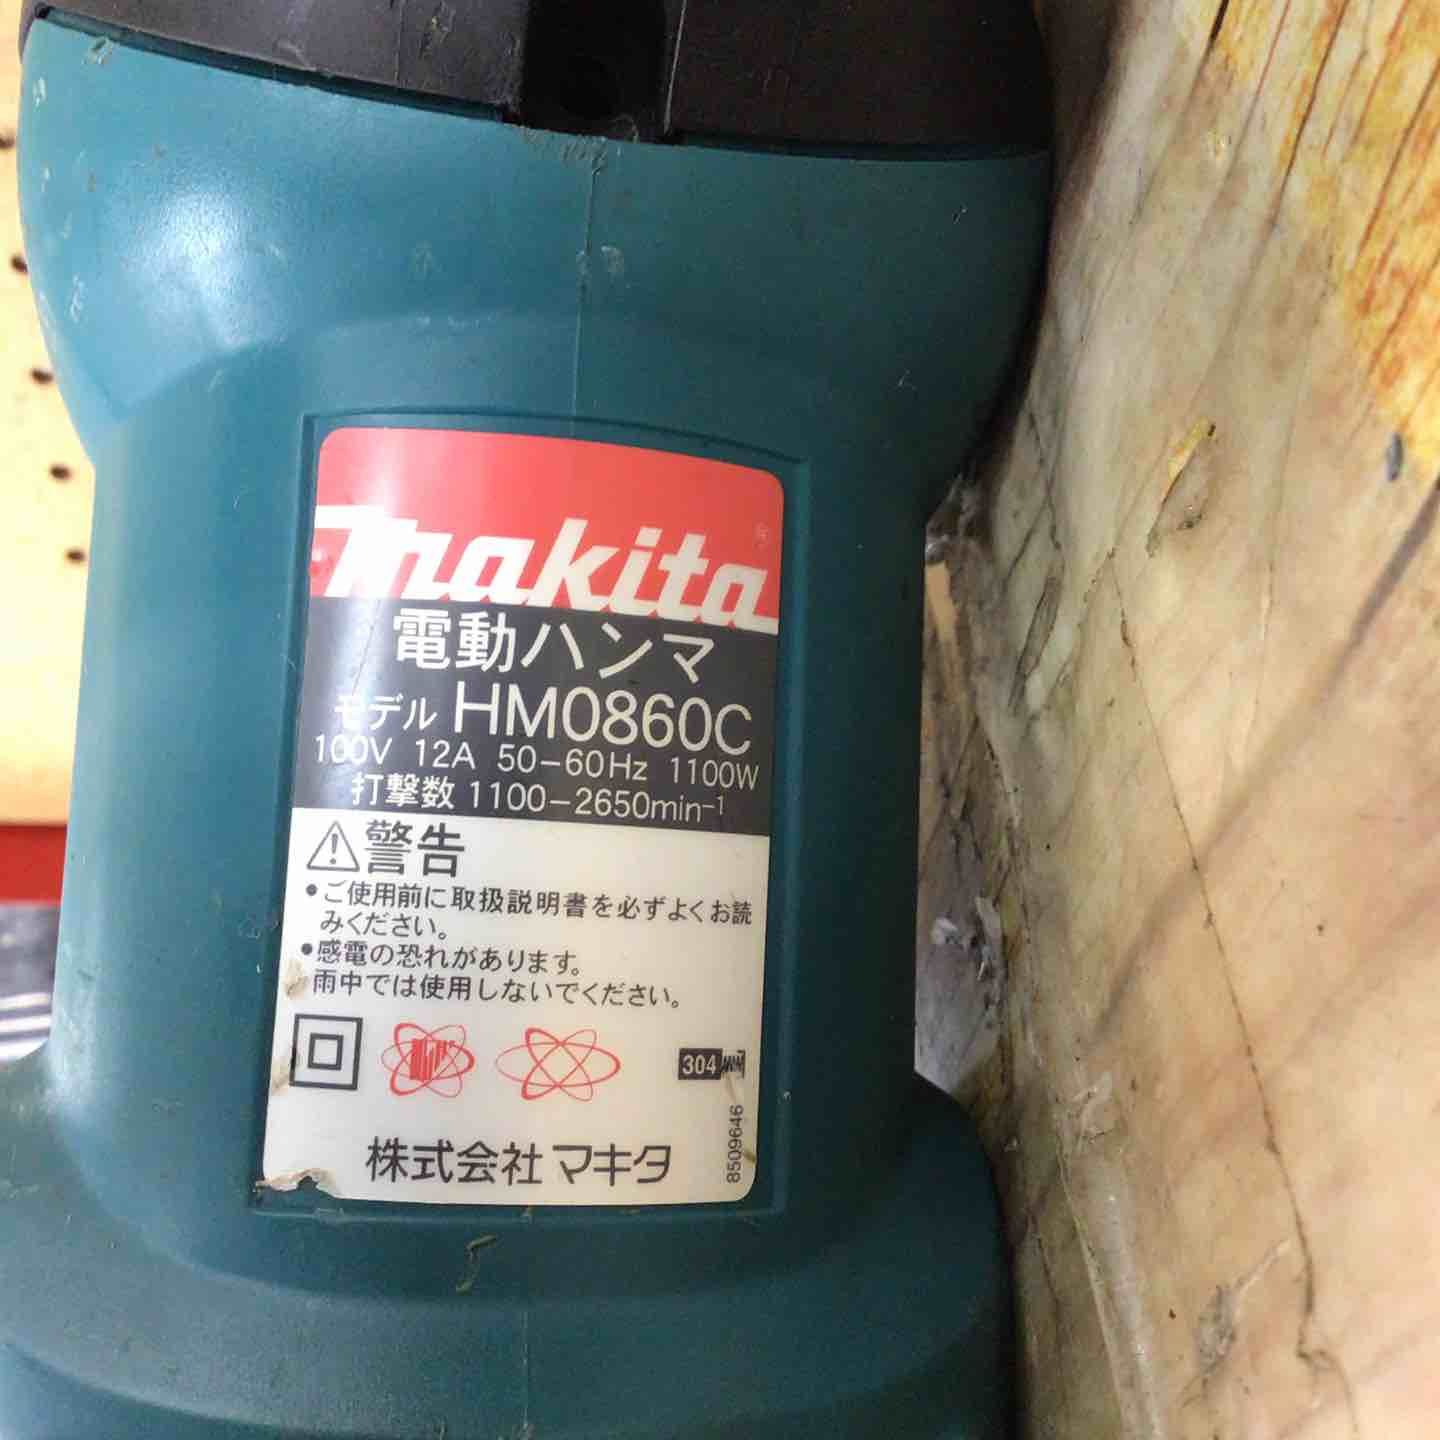 makita
電動ハンマ
モデル HM0860C
100V 12A 50-60Hz 1100W
打撃数 1100-2650min⁻¹
警告
•ご使用前に取扱説明書を必ずよくお読
みください。
•感電の恐れがあります。
雨中では使用しないでください。
304
株式会社マキタ
8509646